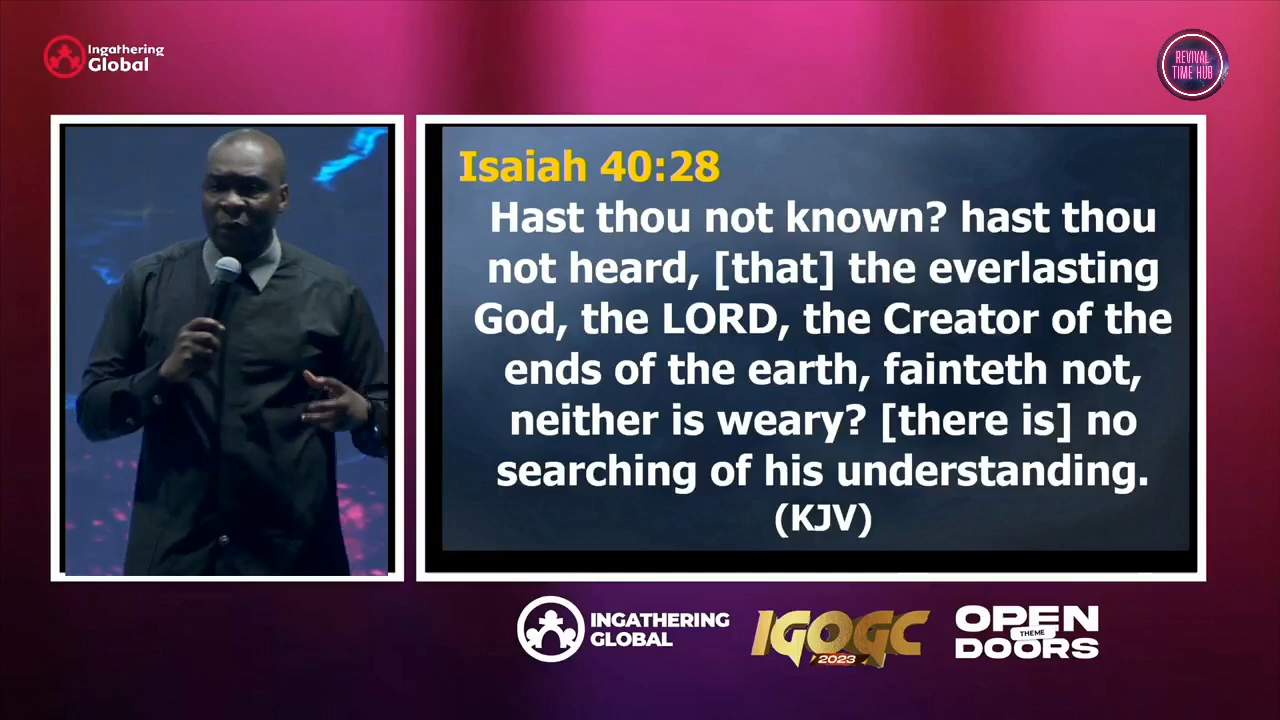 Ingathering
Global
REVIVAL
TIME HUB
Isaiah 40:28
Hast thou not known? hast thou
not heard, [that] the everlasting
God, the LORD, the Creator of the
ends of the earth, fainteth not,
neither is weary? [there is] no
searching of his understanding.
(KJV)
INGATHERING
GLOBAL
IGOGC
2023
OPEN
THEME
DOORS